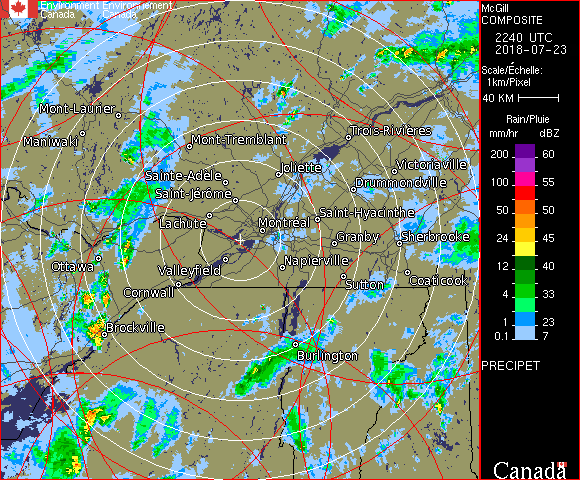 Environment Environnement
Canada Canada
McGill
COMPOSITE
2240 UTC
2018-07-23
Scale/Échelle:
1km/Pixel
40 KM
Rain/Pluie
mm/hr dBZ
200 60
100 55
50 50
24 45
12 40
4 33
1 23
0.1 7
PRECIPET
Canada
Mont-Laurier
Maniwaki
Mont-Tremblant
Trois-Rivières
Joliette
Victoriaville
Sainte-Adèle
Drummondville
Saint-Jérôme
Lachute
Montréal
Saint-Hyacinthe
Granby
Sherbrooke
Ottawa
Valleyfield
Napierville
Cornwall
Sutton
Coaticook
Brockville
Burlington